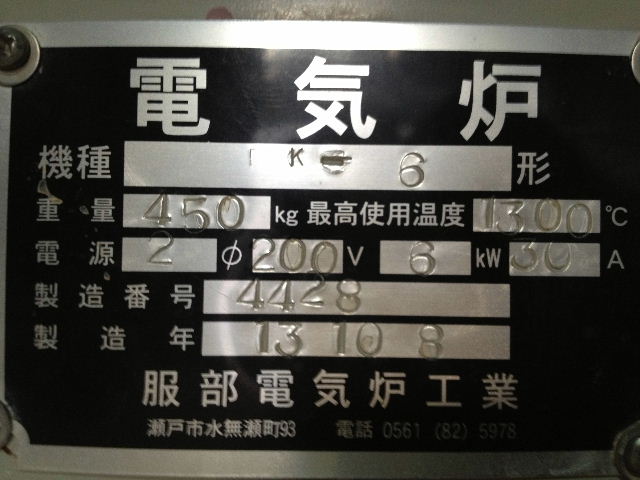 電気炉
機種 K-6 形
重量 450 kg 最高使用温度 1300 ℃
電源 2 φ 200 V 6 kW 30 A
製造番号 4428
製造年 13 10 8
服部電気炉工業
瀬戸市水無瀬町93 電話 0561 (82) 5978